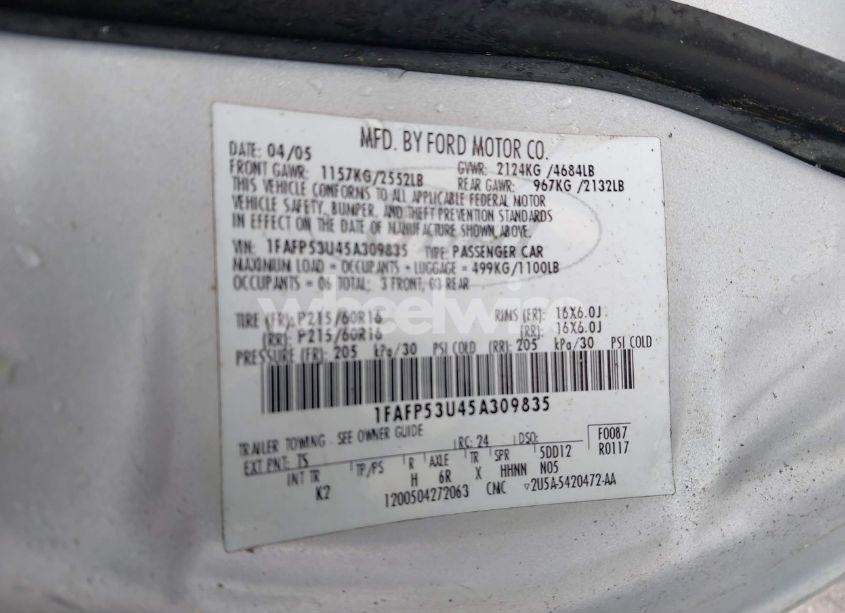 MFD. BY FORD MOTOR CO.
DATE: 04/05 GVWR: 2124KG /4684LB
FRONT GAWR: 1157KG/2552LB REAR GAWR: 967KG /2132LB
THIS VEHICLE CONFORMS TO ALL APPLICABLE FEDERAL MOTOR
VEHICLE SAFETY, BUMPER, AND THEFT PREVENTION STANDARDS
IN EFFECT ON THE DATE OF MANUFACTURE SHOWN ABOVE.
VIN: 1FAFP53U45A309835 TYPE: PASSENGER CAR
MAXIMUM LOAD = OCCUPANTS + LUGGAGE = 499KG/1100LB
OCCUPANTS = 06 TOTAL: 3 FRONT, 03 REAR
wheelwise
TIRE (FR): P215/60R16 RIMS (FR): 16X6.0J
(RR): P215/60R16 (RR): 16X6.0J
PRESSURE (FR): 205 kPa/30 PSI COLD (RR): 205 kPa/30 PSI COLD
1FAFP53U45A309835
TRAILER TOWING - SEE OWNER GUIDE F0087
EXT PNT: TS RC: 24 DSO: R0117
INT TR TP/PS R AXLE TR SPR 5DD12
K2 H 6R X HHNN N05
1200504272063 CMC ▽2U5A-5420472-AA